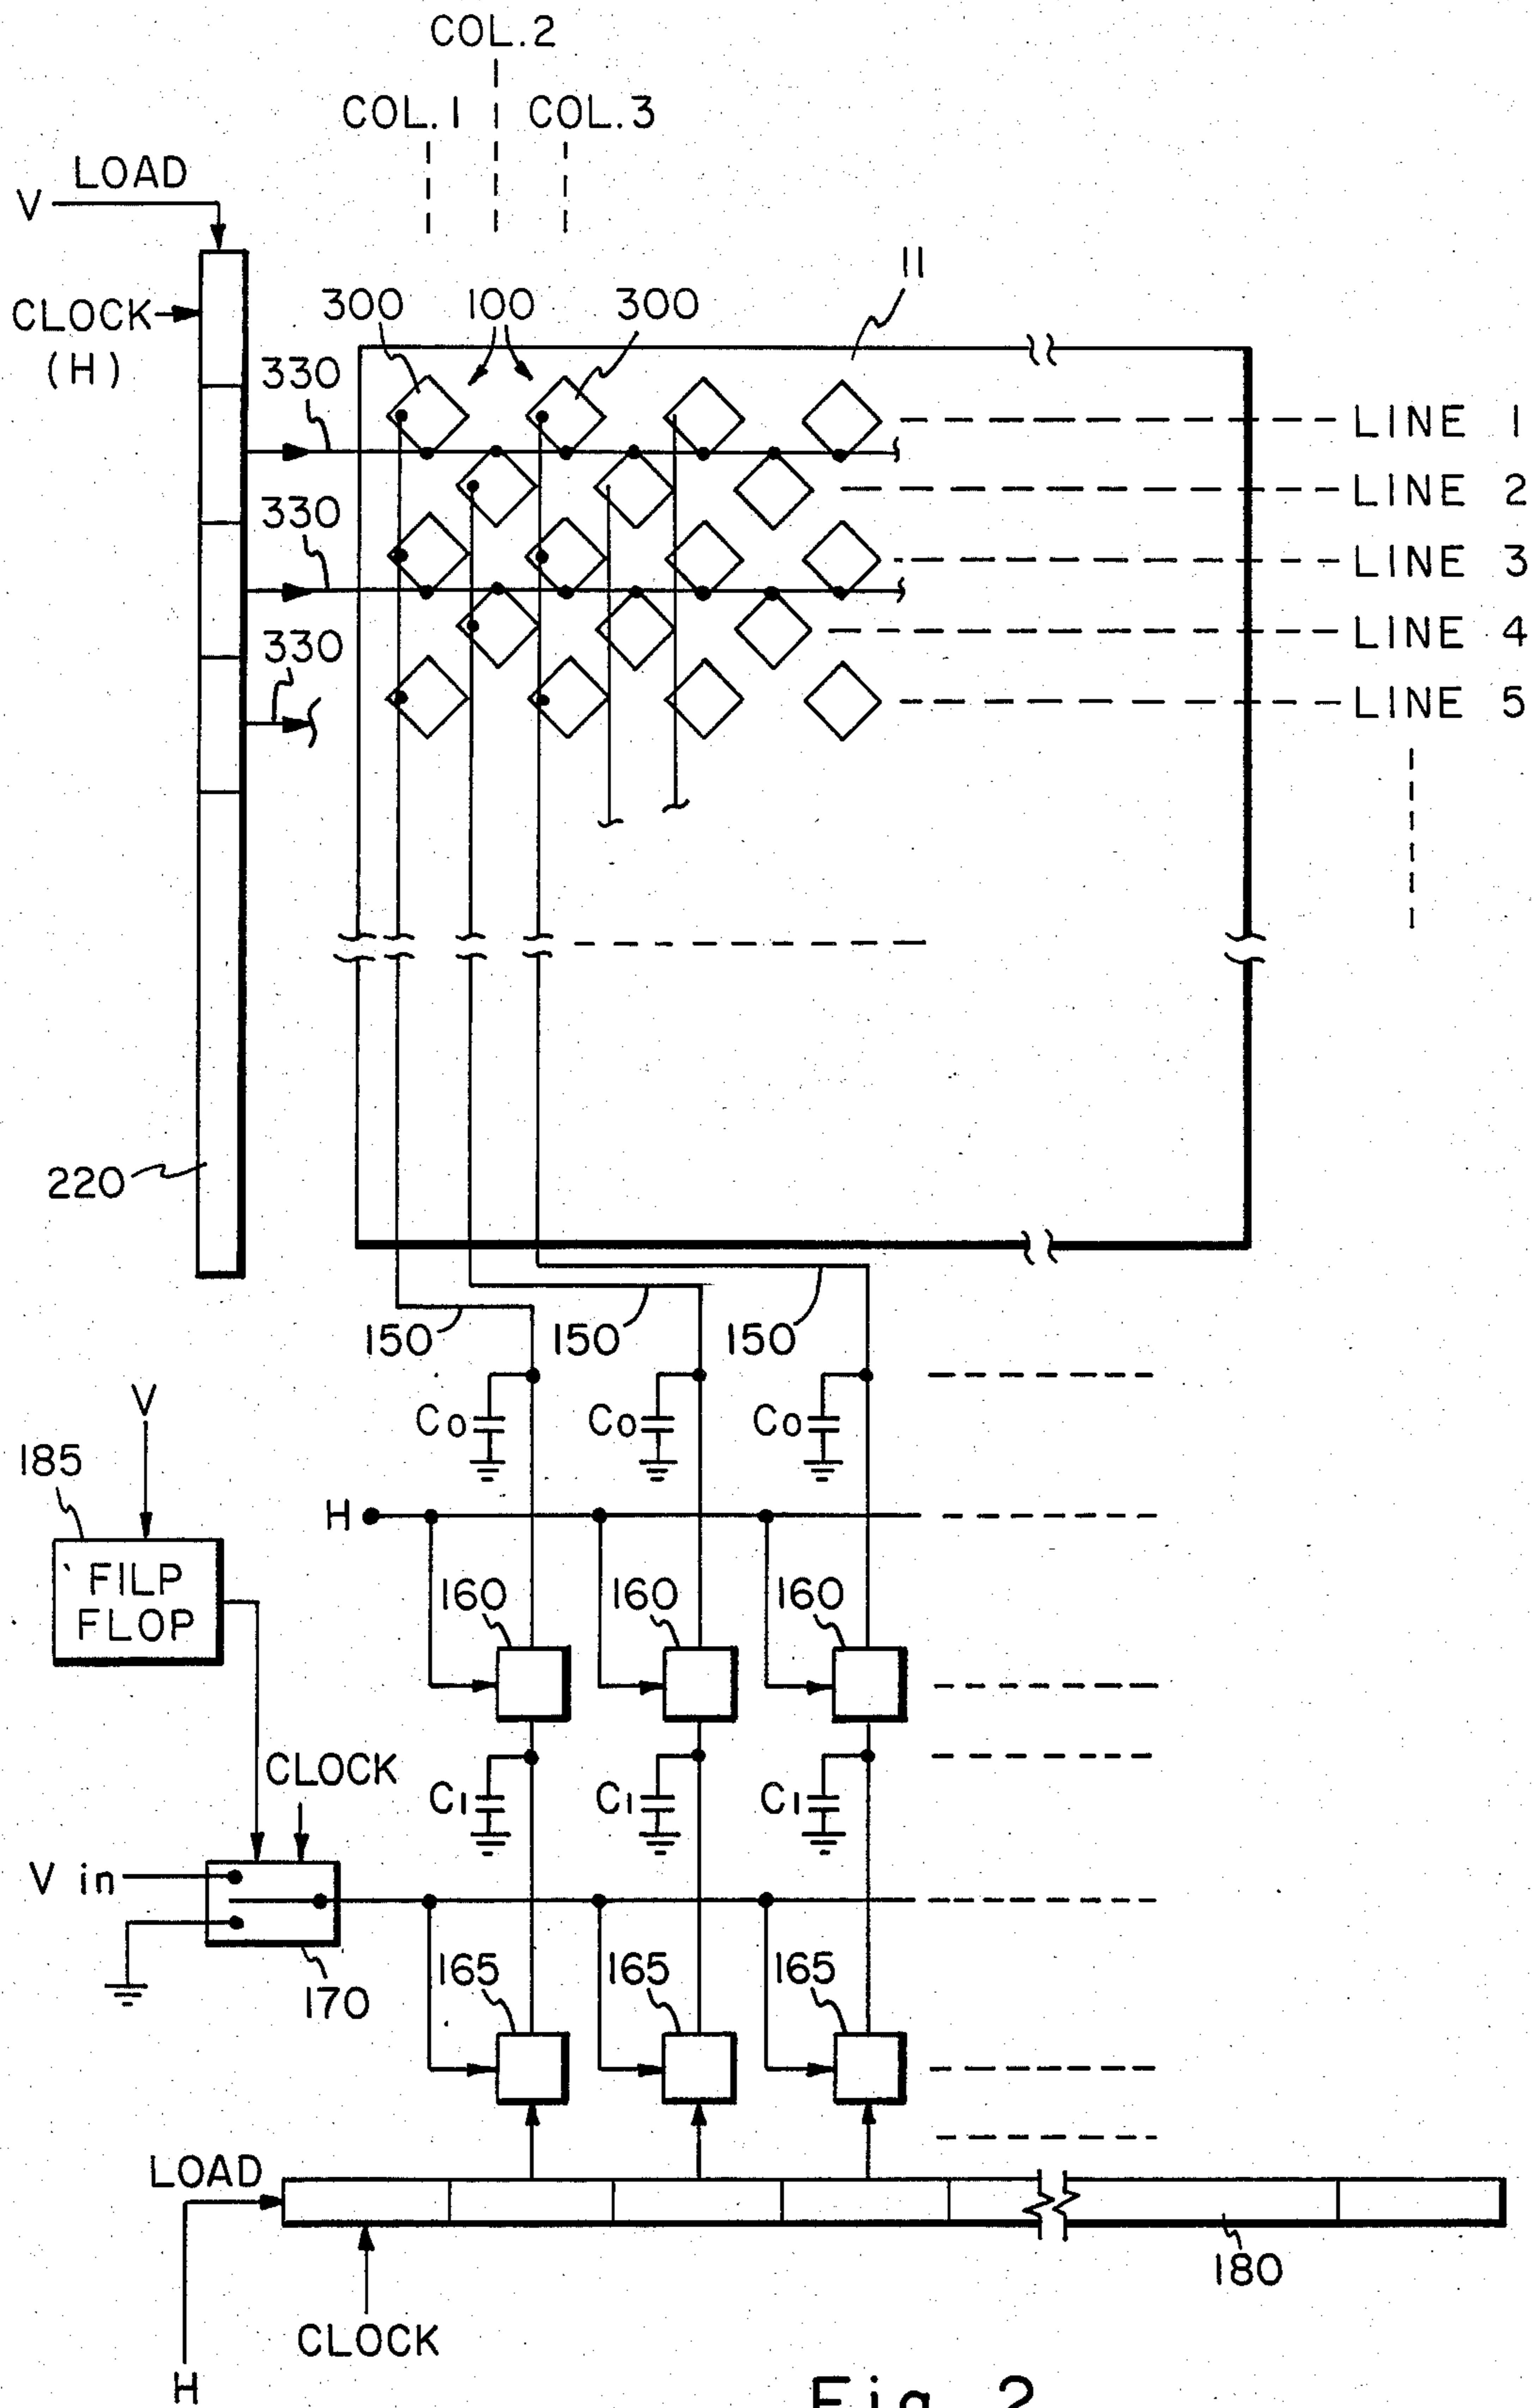 COL.2
COL.1 COL.3
LOAD
V
11
300 100 300
CLOCK
(H)
330
LINE 1
LINE 2
330
LINE 3
LINE 4
330
LINE 5
220
150 150 150
V
Co Co Co
185
H
FILP
FLOP
160 160 160
CLOCK
C1 C1 C1
V in
165 165 165
170
LOAD
180
CLOCK
H
Fig. 2